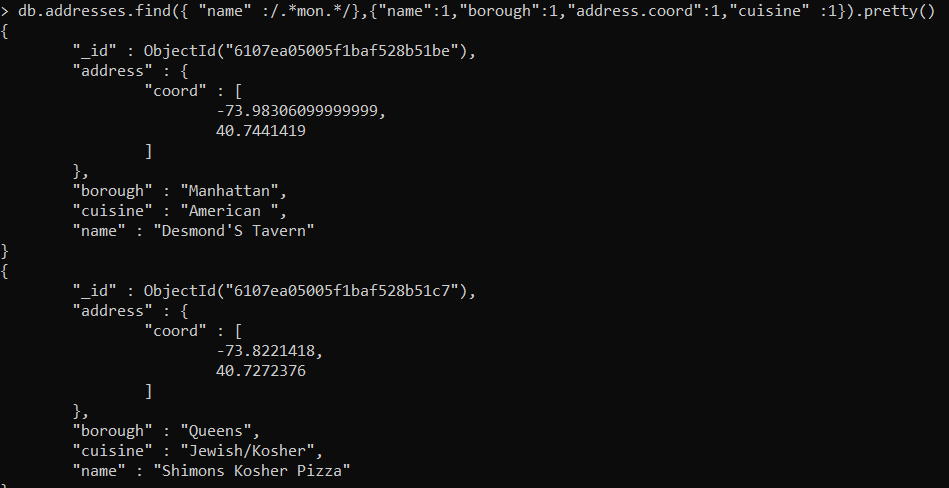 > db.addresses.find({ "name" :/.*mon.*/},{"name":1,"borough":1,"address.coord":1,"cuisine" :1}).pretty()
{
        "_id" : ObjectId("6107ea05005f1baf528b51be"),
        "address" : {
                "coord" : [
                        -73.98306099999999,
                        40.7441419
                ]
        },
        "borough" : "Manhattan",
        "cuisine" : "American ",
        "name" : "Desmond'S Tavern"
}
{
        "_id" : ObjectId("6107ea05005f1baf528b51c7"),
        "address" : {
                "coord" : [
                        -73.8221418,
                        40.7272376
                ]
        },
        "borough" : "Queens",
        "cuisine" : "Jewish/Kosher",
        "name" : "Shimons Kosher Pizza"